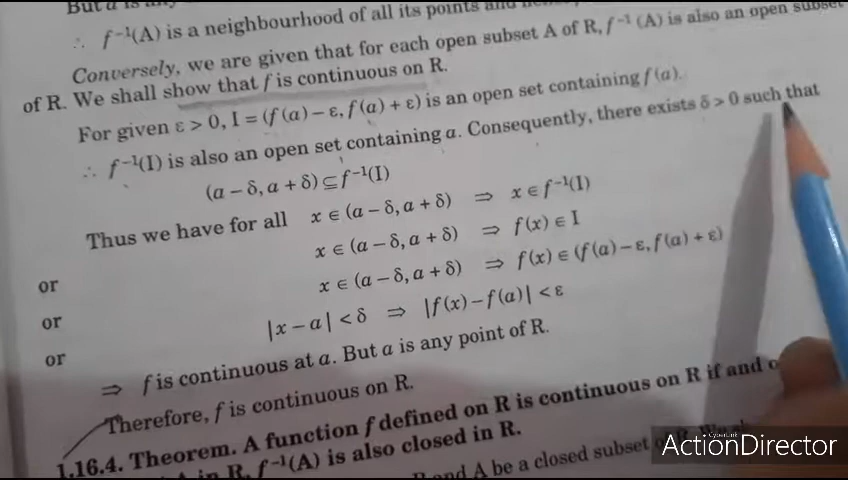 But a is any
∴ f⁻¹(A) is a neighbourhood of all its points and
Conversely, we are given that for each open subset A of R, f⁻¹ (A) is also an open subset
of R. We shall show that f is continuous on R.
For given ε > 0, I = (f(a) – ε, f(a) + ε) is an open set containing f(a).
∴ f⁻¹(I) is also an open set containing a. Consequently, there exists δ > 0 such that
(a – δ, a + δ) ⊆ f⁻¹(I)
Thus we have for all x ∈ (a – δ, a + δ) ⇒ x ∈ f⁻¹(I)
x ∈ (a – δ, a + δ) ⇒ f(x) ∈ I
or x ∈ (a – δ, a + δ) ⇒ f(x) ∈ (f(a) – ε, f(a) + ε)
or |x – a| < δ ⇒ |f(x) – f(a)| < ε
or
⇒ f is continuous at a. But a is any point of R.
Therefore, f is continuous on R.
1.16.4. Theorem. A function f defined on R is continuous on R if and
A in R, f⁻¹(A) is also closed in R.
R and A be a closed subset
CyberLink
ActionDirector